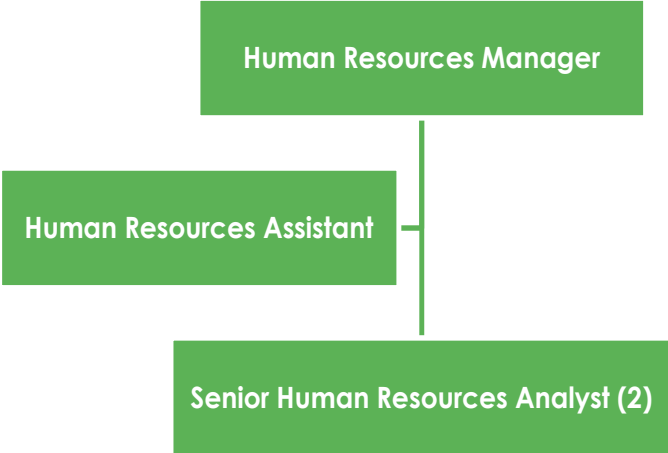 Human Resources Manager
Human Resources Assistant
Senior Human Resources Analyst (2)